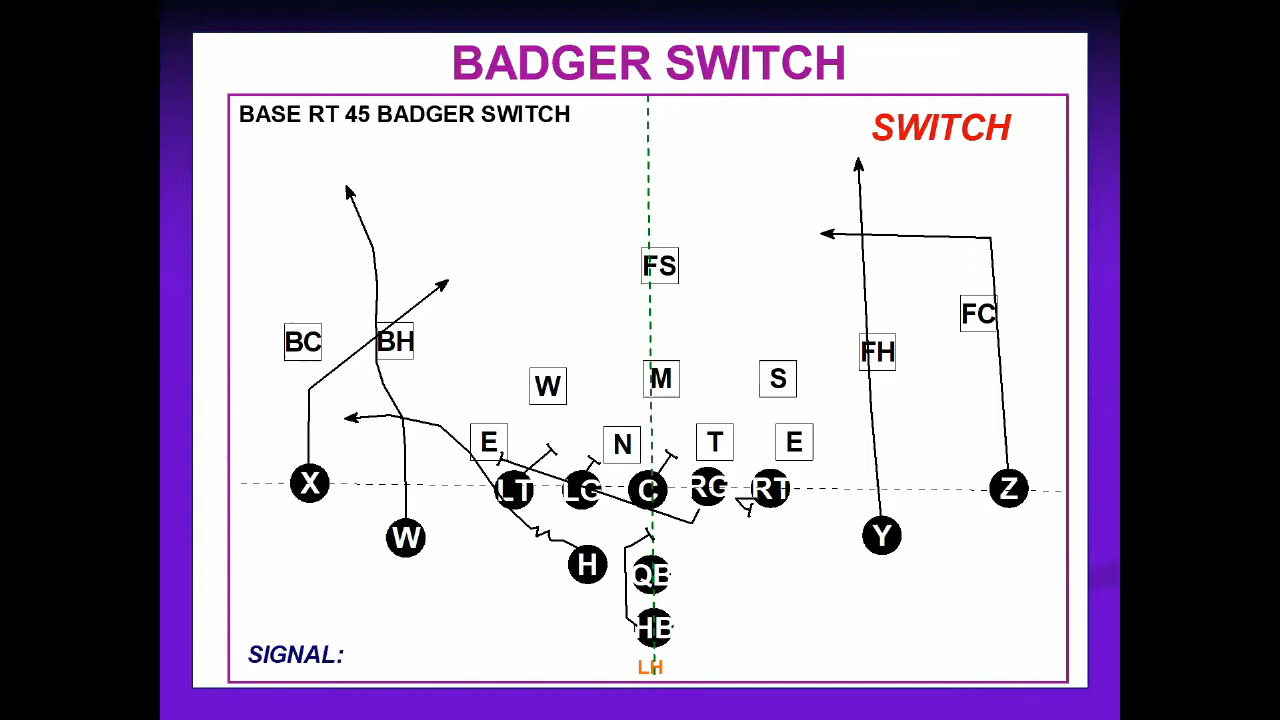 BADGER SWITCH
BASE RT 45 BADGER SWITCH
SWITCH
FS
FC
BC BH FH
W M S
E N T E
X LT LG C RG RT Z
W Y
H QB
HB
SIGNAL:
LH